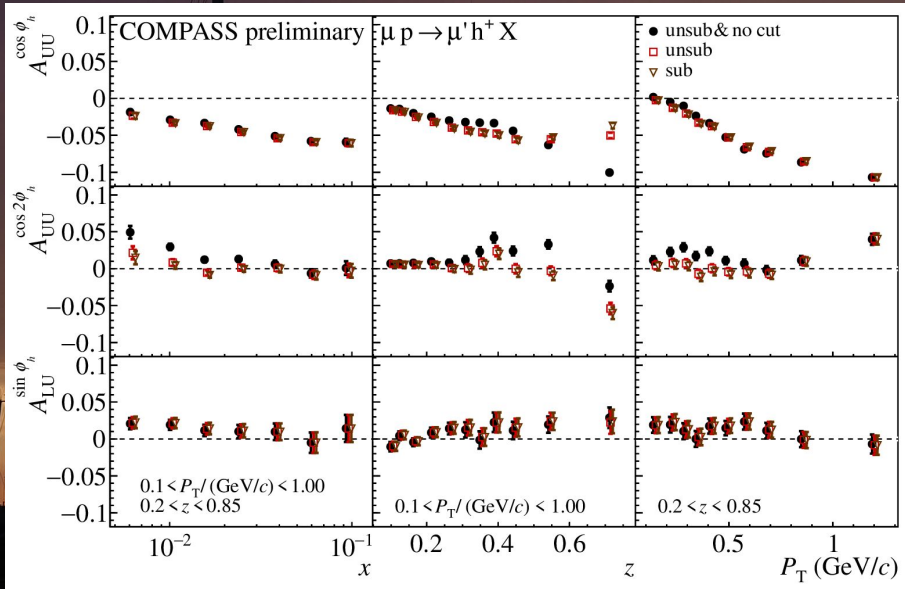 COMPASS preliminary
μ p → μ' h⁺ X
● unsub& no cut
□ unsub
▽ sub
A_UU^{cos ϕ_h}
0.1
0.05
0
−0.05
−0.1
A_UU^{cos 2ϕ_h}
0.1
0.05
0
−0.05
−0.1
A_LU^{sin ϕ_h}
0.1
0.05
0
−0.05
−0.1
0.1 < P_T / (GeV/c) < 1.00
0.2 < z < 0.85
0.1 < P_T / (GeV/c) < 1.00
0.2 < z < 0.85
10⁻² 10⁻¹ 0.2 0.4 0.6 0.5 1
x z P_T (GeV/c)